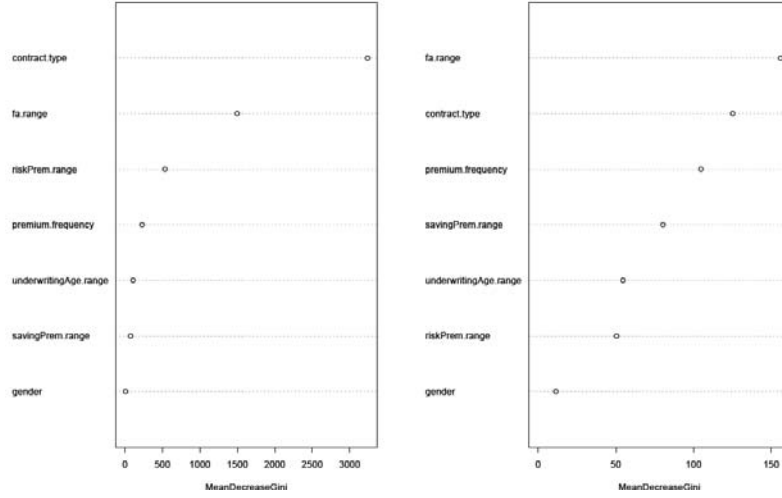 contract.type
fa.range
riskPrem.range
premium.frequency
underwritingAge.range
savingPrem.range
gender
0 500 1000 1500 2000 2500 3000
MeanDecreaseGini
fa.range
contract.type
premium.frequency
savingPrem.range
underwritingAge.range
riskPrem.range
gender
0 50 100 150
MeanDecreaseGini